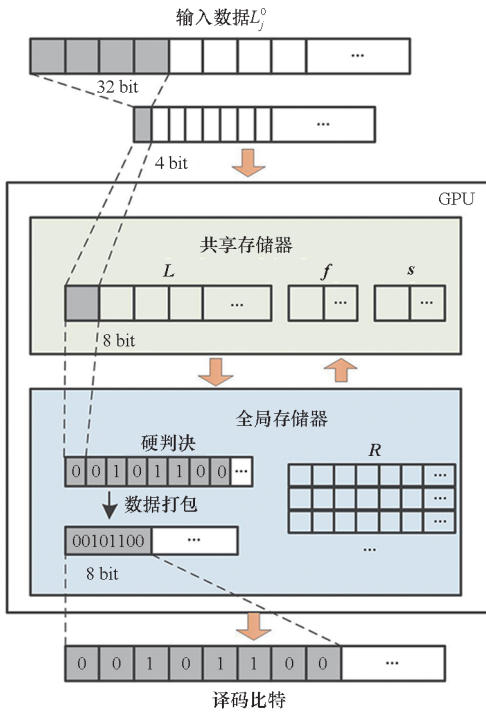 输入数据L_j^0
...
32 bit
...
4 bit
GPU
共享存储器
L f s
... ... ...
8 bit
全局存储器
硬判决 R
0 0 1 0 1 1 0 0 ... ...
...
数据打包 ...
00101100 ... ...
8 bit
0 0 1 0 1 1 0 0 ...
译码比特